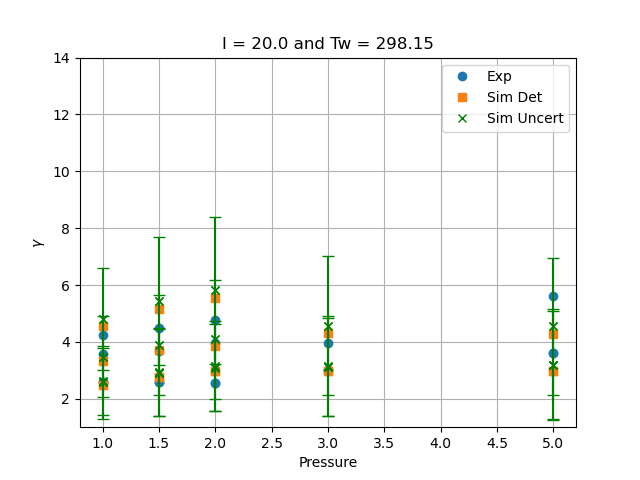 I = 20.0 and Tw = 298.15
14
12
10
8
6
4
2
γ
Exp
Sim Det
Sim Uncert
1.0 1.5 2.0 2.5 3.0 3.5 4.0 4.5 5.0
Pressure